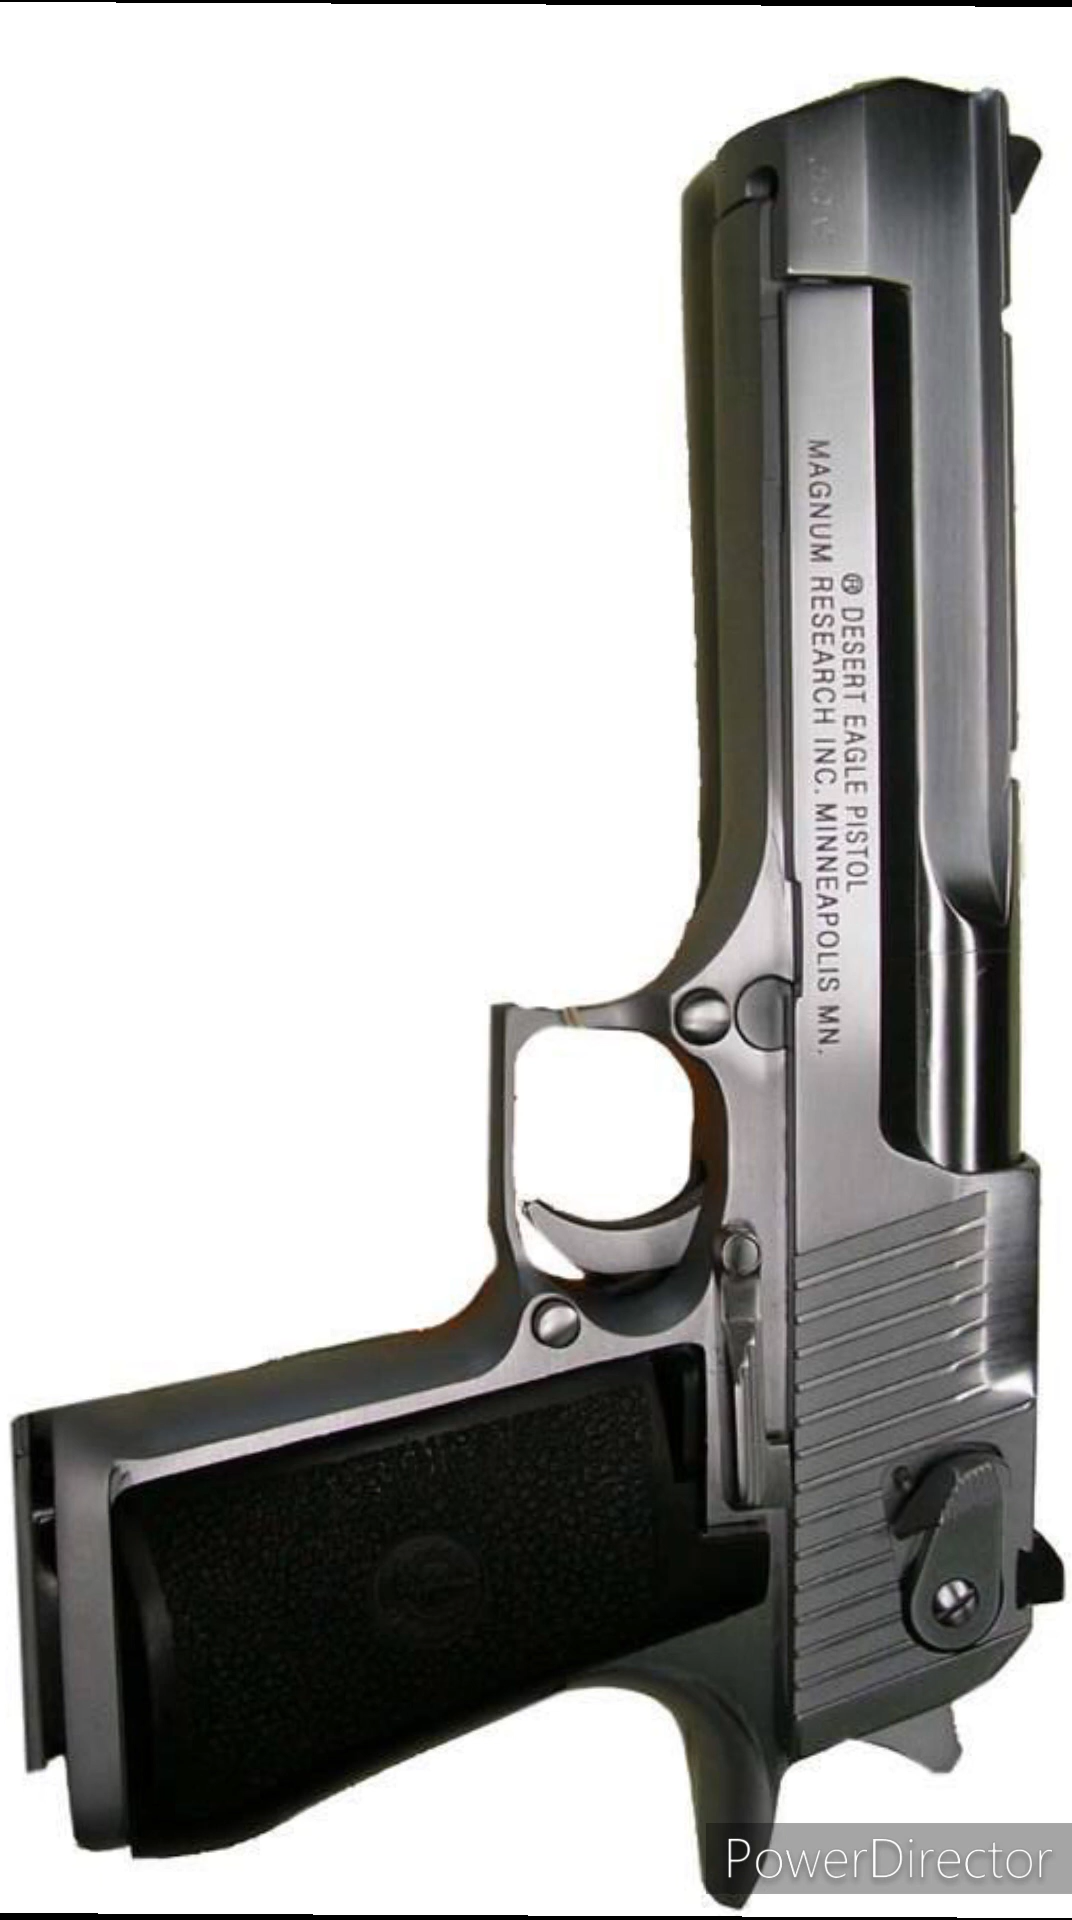 ® DESERT EAGLE PISTOL
MAGNUM RESEARCH INC. MINNEAPOLIS MN.
PowerDirector